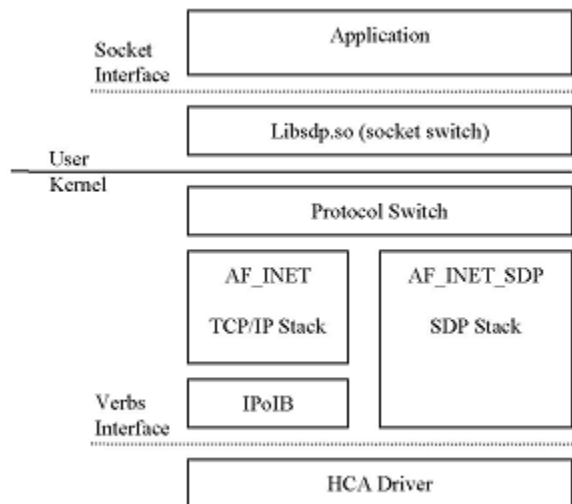 Application
Socket
Interface
Libsdp.so (socket switch)
User
Kernel
Protocol Switch
AF_INET
TCP/IP Stack
AF_INET_SDP
SDP Stack
IPoIB
Verbs
Interface
HCA Driver